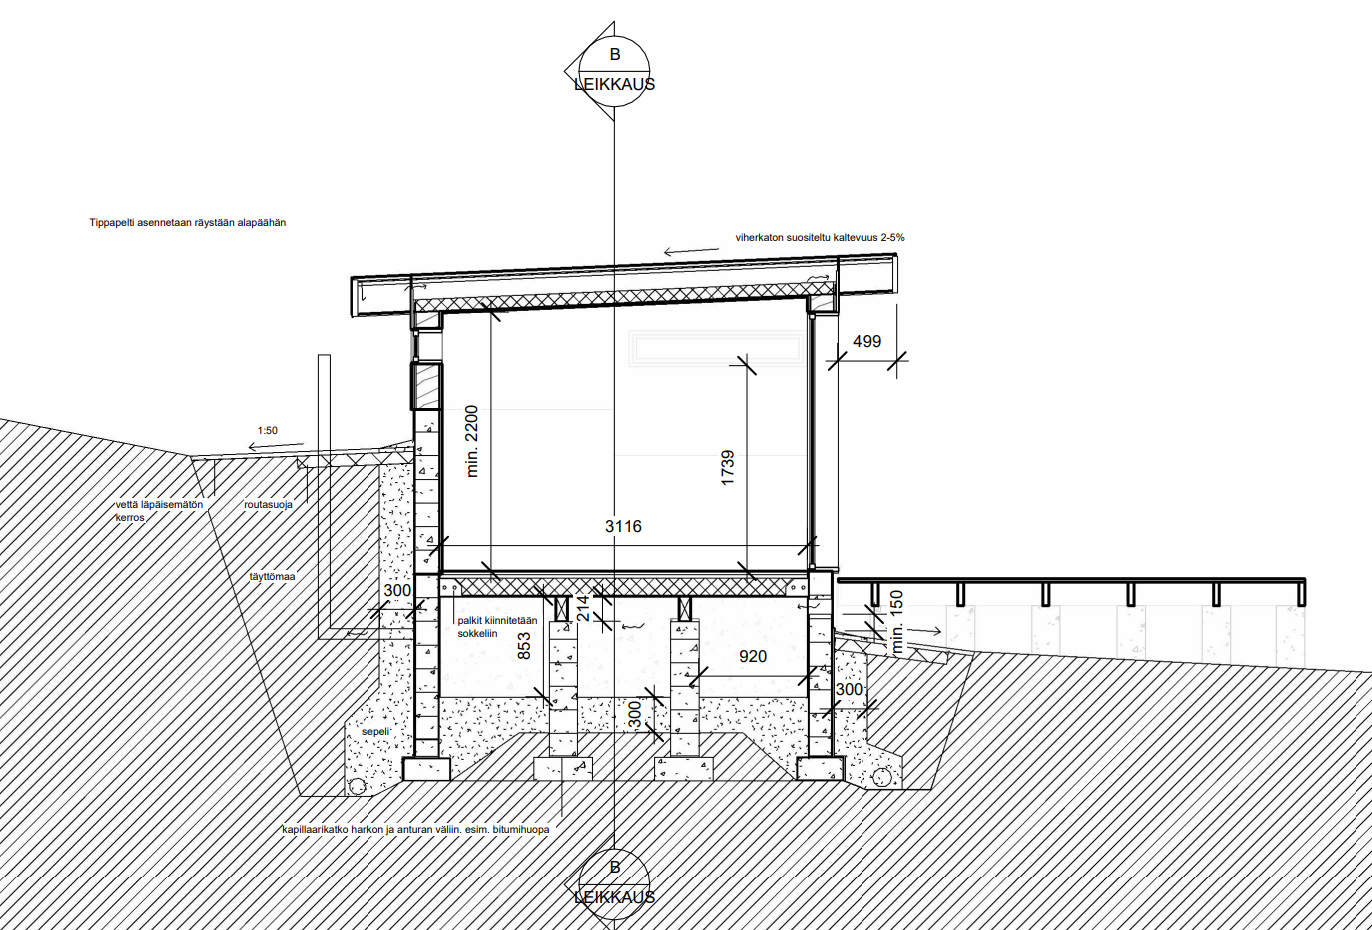 B
LEIKKAUS
Tippapelti asennetaan räystään alapäähän
viherkaton suositeltu kaltevuus 2-5%
499
1:50
min. 2200
1739
3116
vettä läpäisemätön
kerros
routasuoja
täyttömaa
300
palkit kiinnitetään
sokkeliin
853
214
920
min. 150
300
300
sepeli
kapillaarikatko harkon ja anturan väliin. esim. bitumihuopa
B
LEIKKAUS